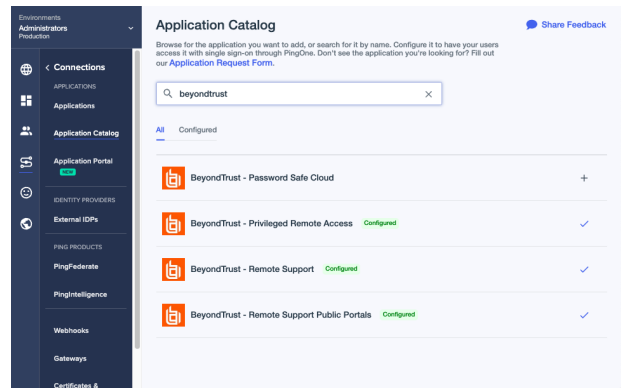 Environments
Administrators
Production
Connections
APPLICATIONS
Applications
Application Catalog
Application Portal
NEW
IDENTITY PROVIDERS
External IDPs
PING PRODUCTS
PingFederate
PingIntelligence
Webhooks
Gateways
Certificates &
Application Catalog
Share Feedback
Browse for the application you want to add, or search for it by name. Configure it to have your users
access it with single sign-on through PingOne. Don't see the application you're looking for? Fill out
our Application Request Form.
beyondtrust
All Configured
BeyondTrust - Password Safe Cloud
BeyondTrust - Privileged Remote Access Configured
BeyondTrust - Remote Support Configured
BeyondTrust - Remote Support Public Portals Configured